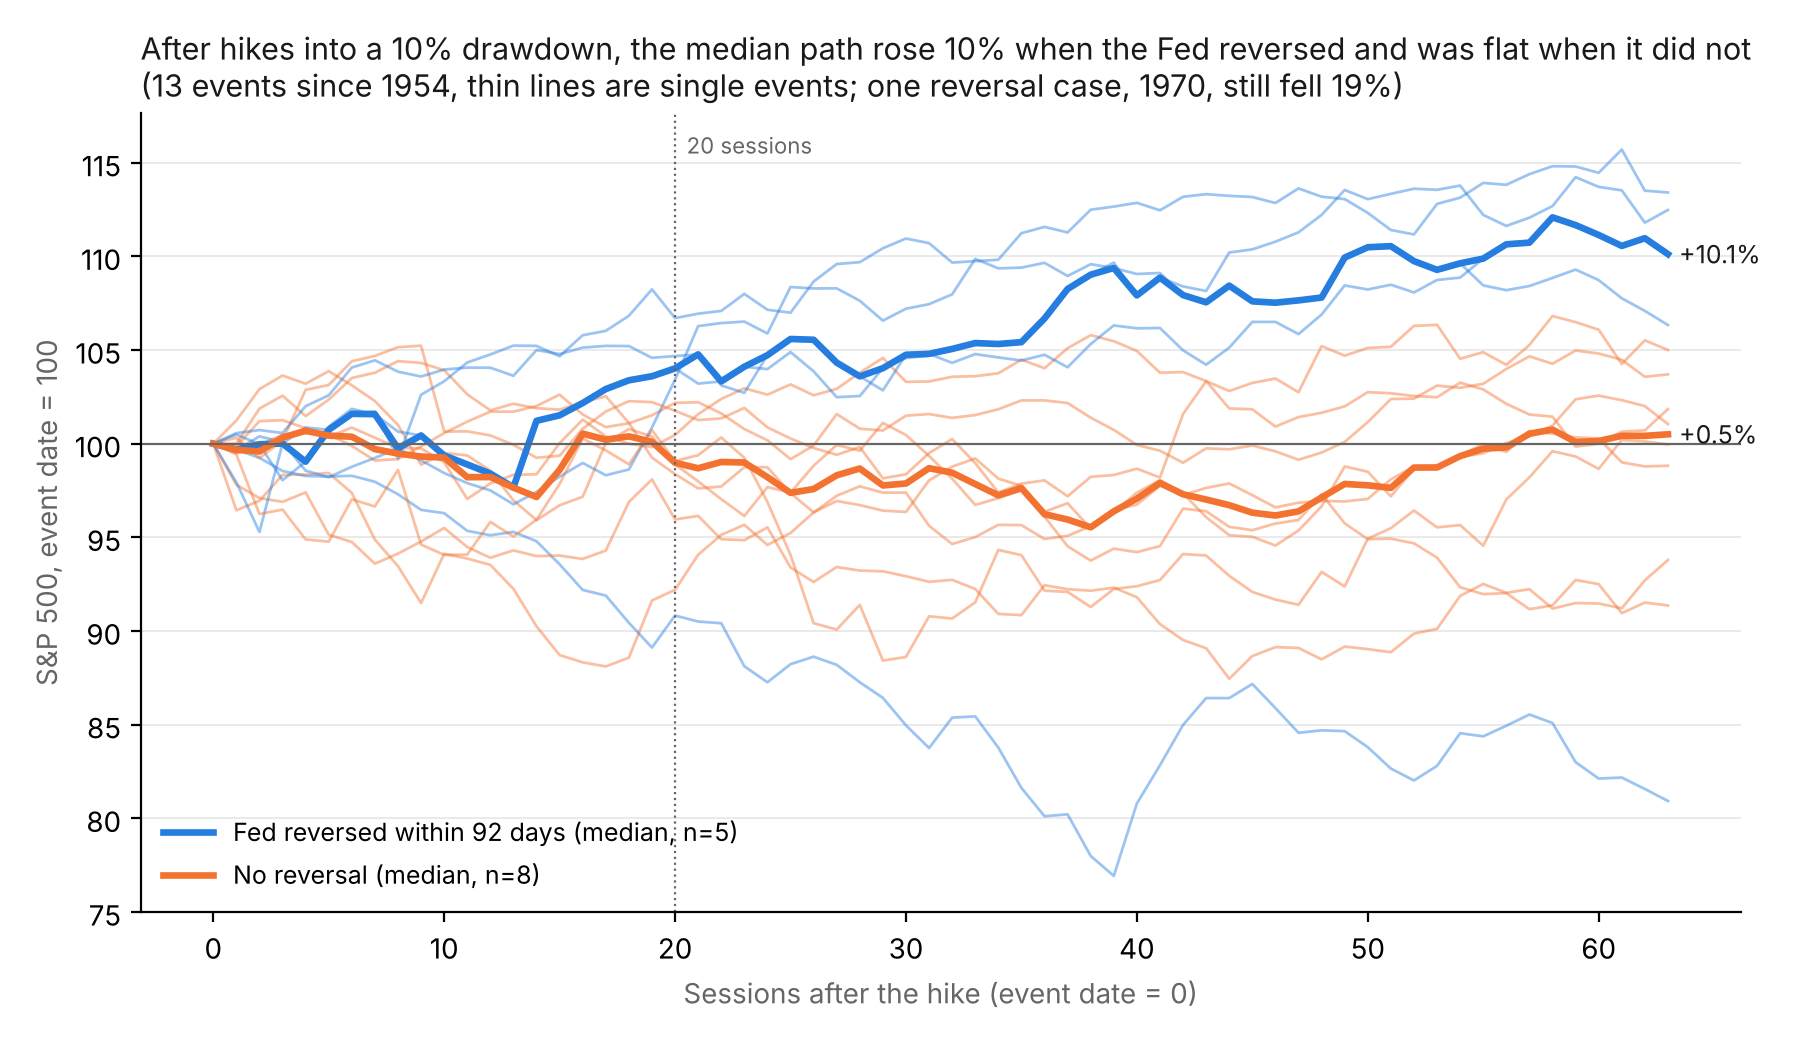 After hikes into a 10% drawdown, the median path rose 10% when the Fed reversed and was flat when it did not
(13 events since 1954, thin lines are single events; one reversal case, 1970, still fell 19%)
20 sessions
115
110
105
100
95
90
85
80
75
S&P 500, event date = 100
+10.1%
+0.5%
Fed reversed within 92 days (median, n=5)
No reversal (median, n=8)
0 10 20 30 40 50 60
Sessions after the hike (event date = 0)